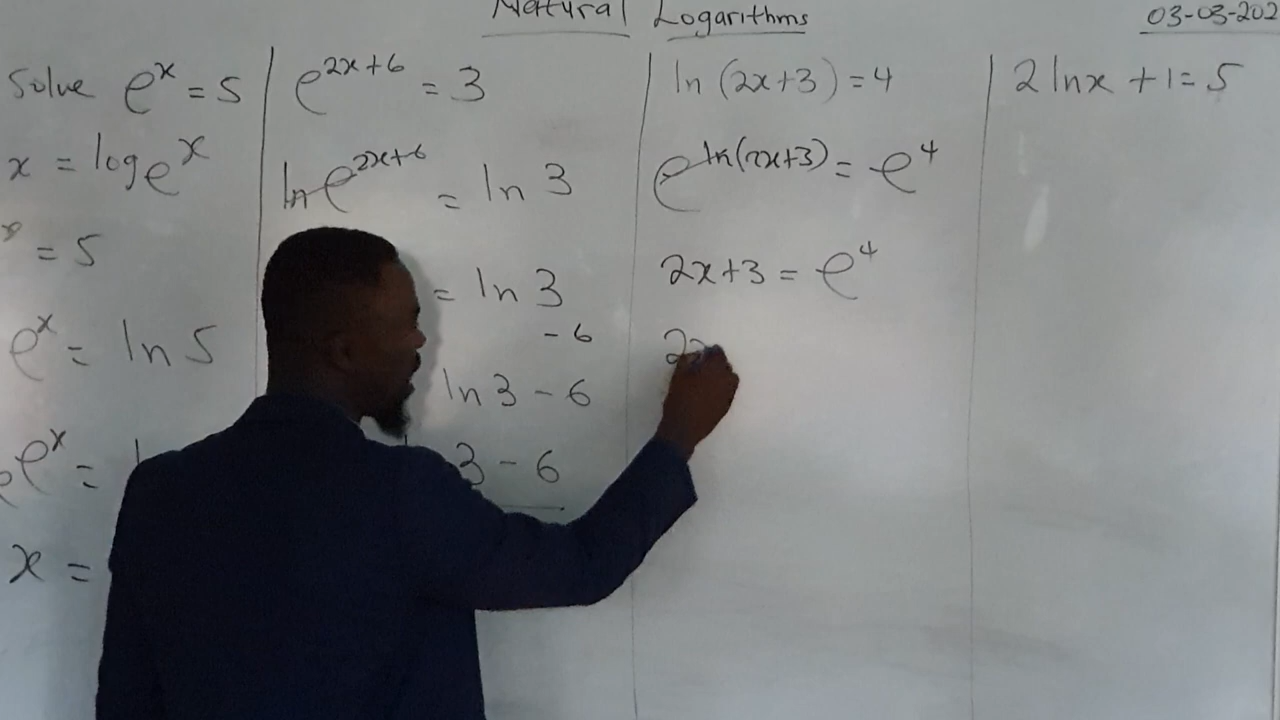 Natural Logarithms
03-03-202
Solve e^x = 5
x = log e^x
x = 5
e^x = ln 5
e^x =
x =
e^(2x+6) = 3
ln e^(2x+6) = ln 3
= ln 3
- 6
ln 3 - 6
3 - 6
ln (2x+3) = 4
e^(ln(2x+3)) = e^4
2x+3 = e^4
2x
2 ln x + 1 = 5